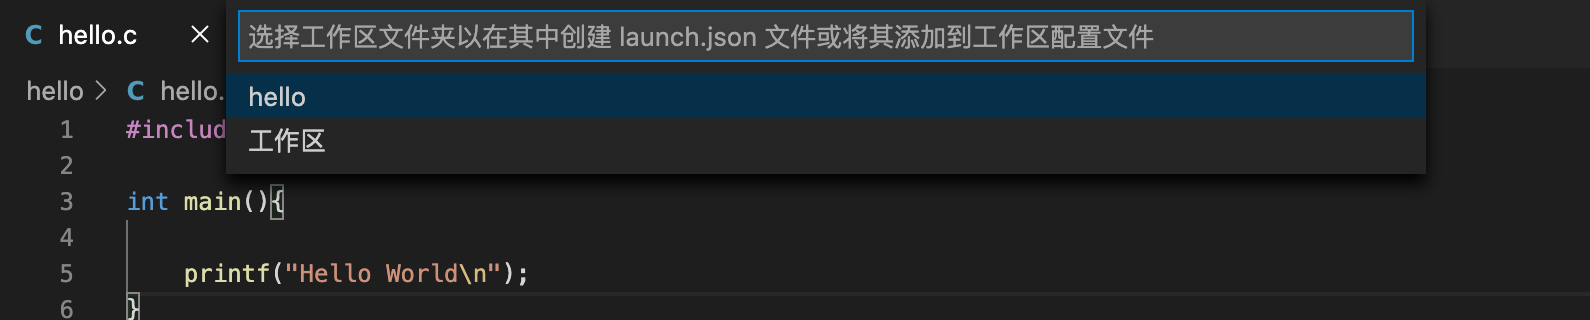 C hello.c ×
选择工作区文件夹以在其中创建 launch.json 文件或将其添加到工作区配置文件
hello > C hello.
hello
工作区
1 #includ
2
3 int main(){
4
5 printf("Hello World\n");
6 }